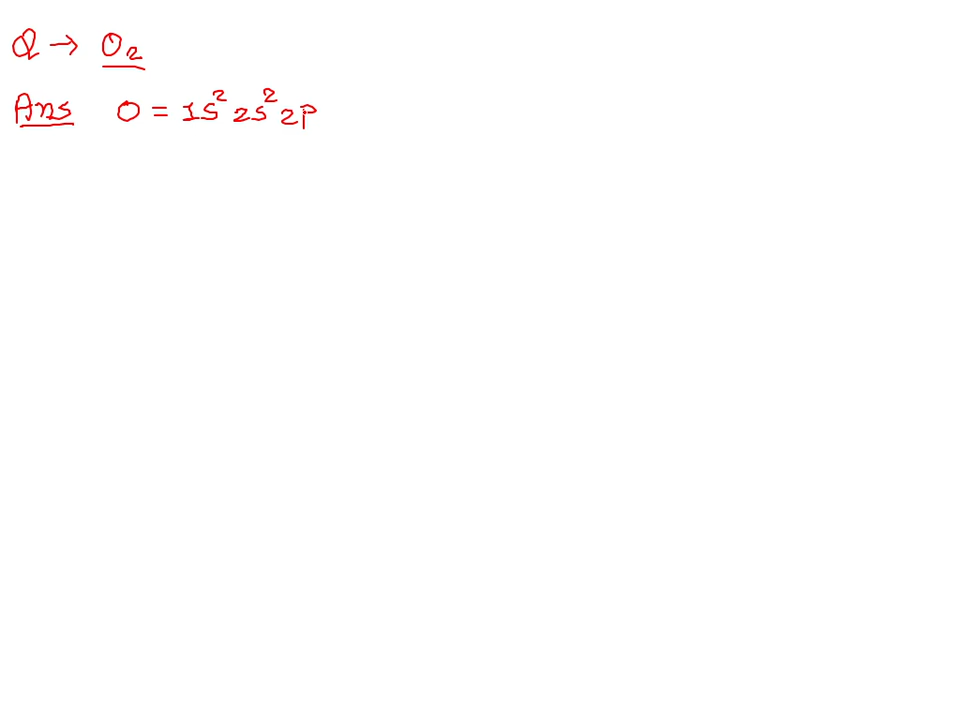 Q → O₂
Ans O = 1s² 2s² 2p